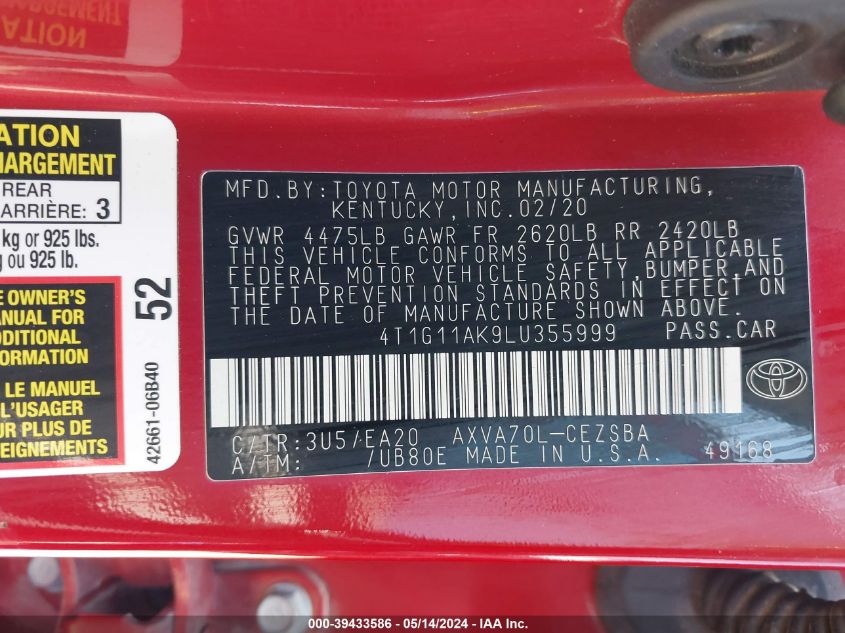 ATION
HARGEMENT
REAR
ARRIÈRE: 3
kg or 925 lbs.
g ou 925 lb.
E OWNER'S
MANUAL FOR
DDITIONAL
FORMATION
LE MANUEL
L'USAGER
UR PLUS DE
SEIGNEMENTS
52
42661-06B40
MFD.BY:TOYOTA MOTOR MANUFACTURING,
KENTUCKY,INC.02/20
GVWR 4475LB GAWR FR 2620LB RR 2420LB
THIS VEHICLE CONFORMS TO ALL APPLICABLE
FEDERAL MOTOR VEHICLE SAFETY,BUMPER,AND
THEFT PREVENTION STANDARDS IN EFFECT ON
THE DATE OF MANUFACTURE SHOWN ABOVE.
4T1G11AK9LU355999 PASS.CAR
C/TR:3U5/EA20 AXVA70L-CEZSBA
A/TM: /UB80E MADE IN U.S.A. 49168
000-39433586 - 05/14/2024 - IAA Inc.